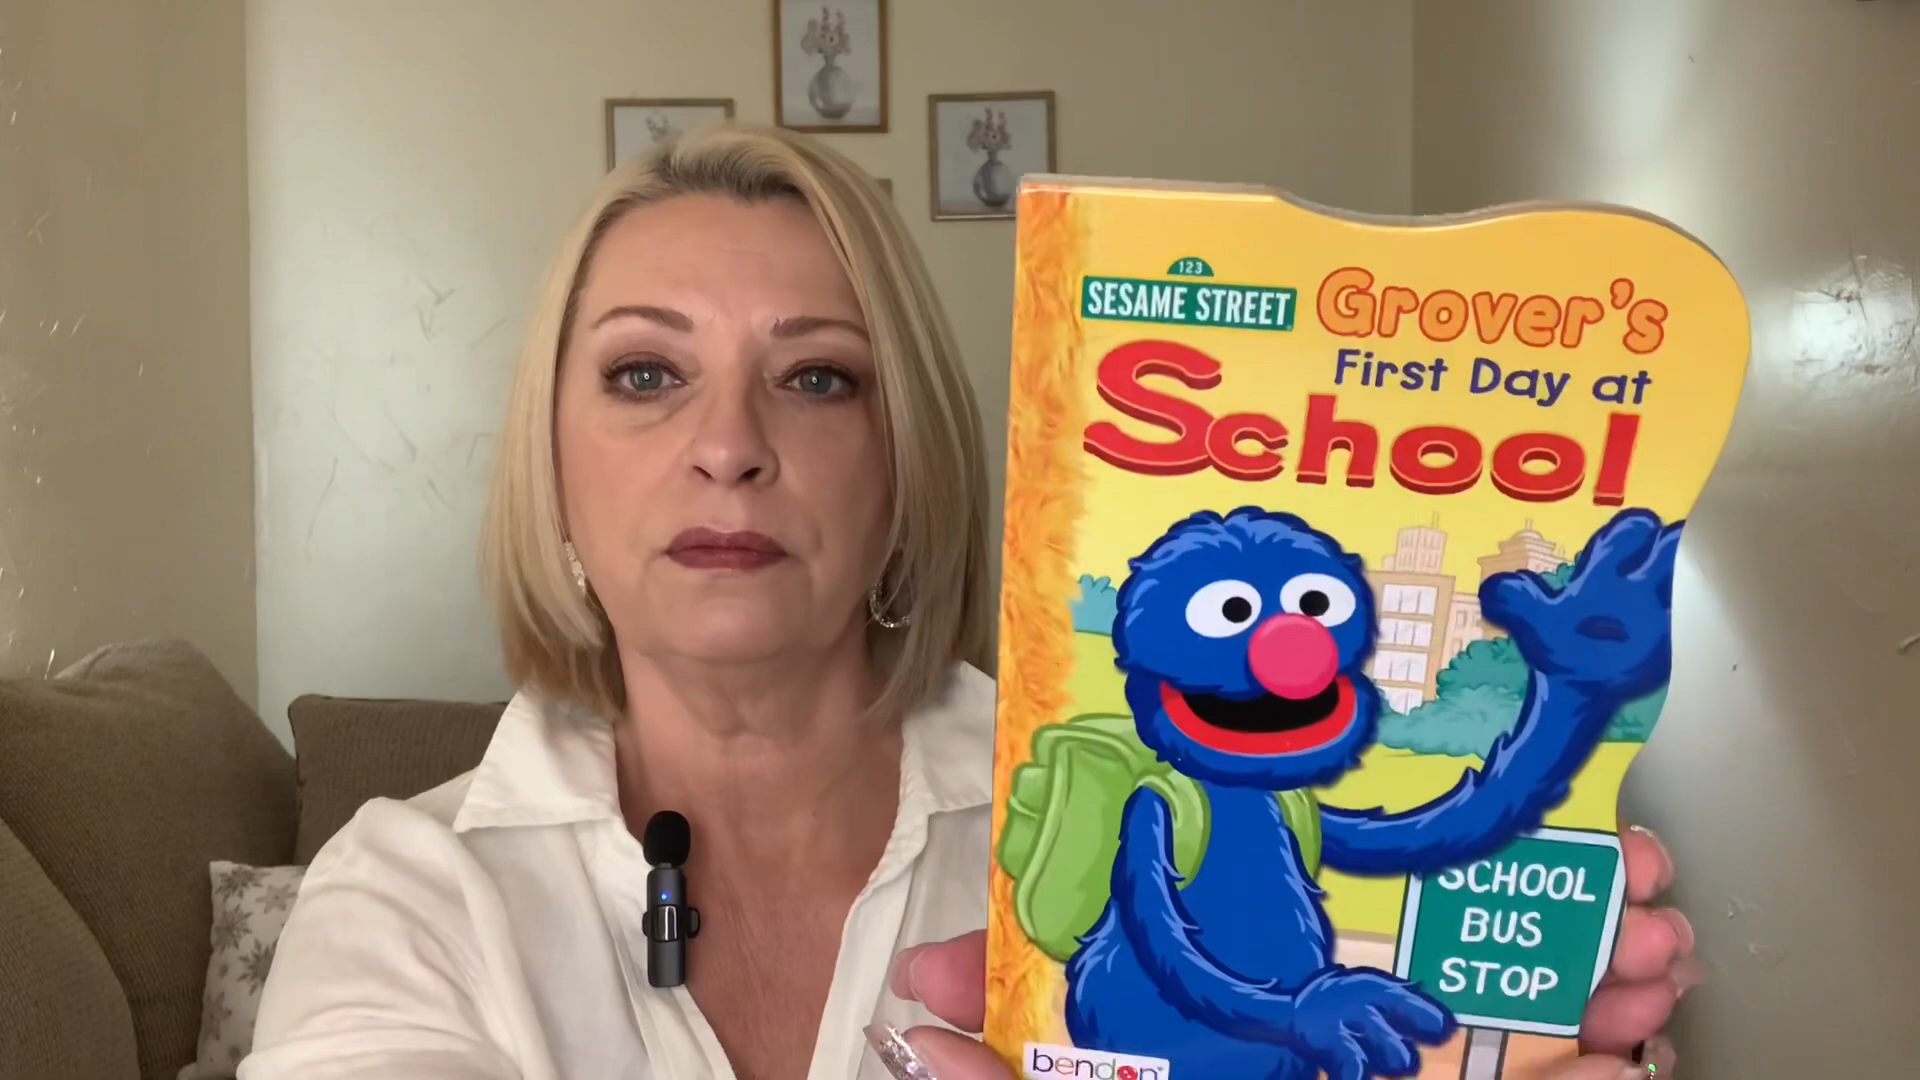 123
SESAME STREET
Grover's
First Day at
School
SCHOOL
BUS
STOP
bendon